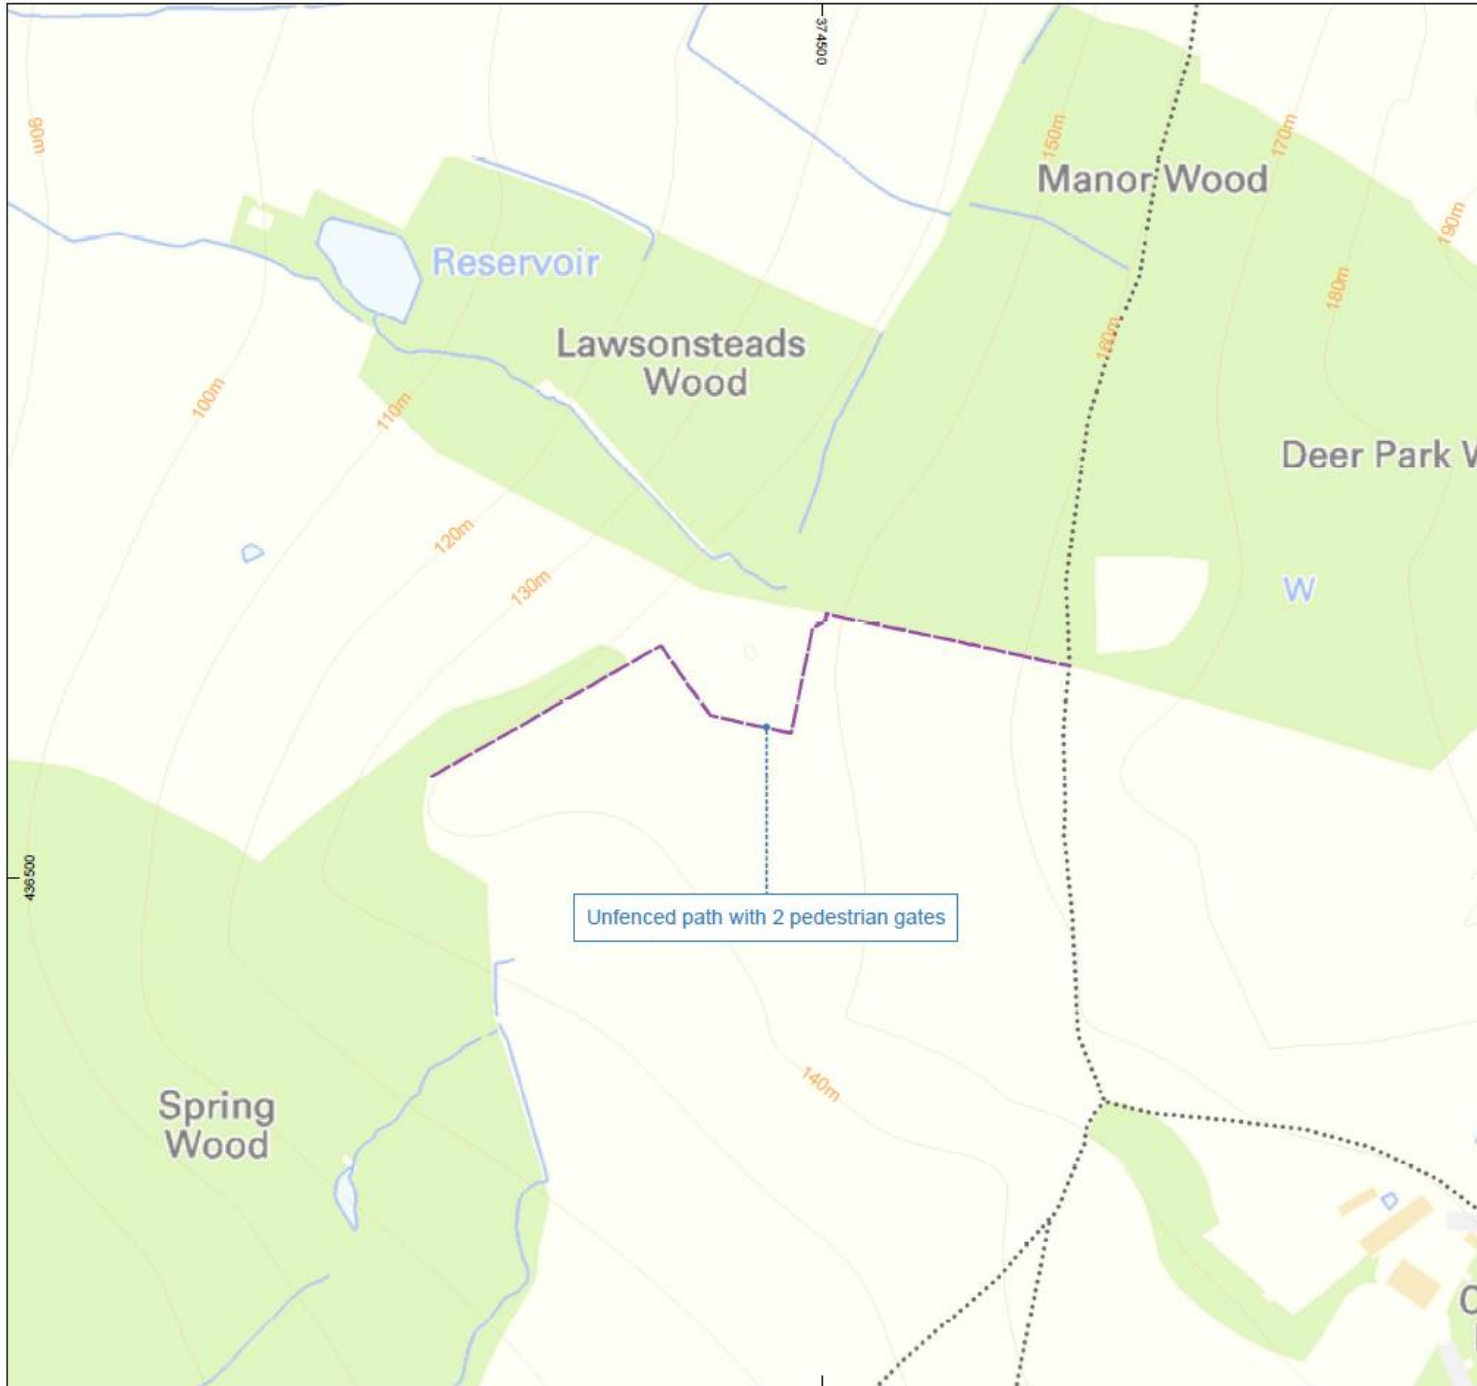 374500
90m
150m
170m
Manor Wood
190m
Reservoir
180m
Lawsonsteads
Wood
160m
100m
110m
Deer Park W
120m
130m
W
436500
Unfenced path with 2 pedestrian gates
140m
Spring
Wood